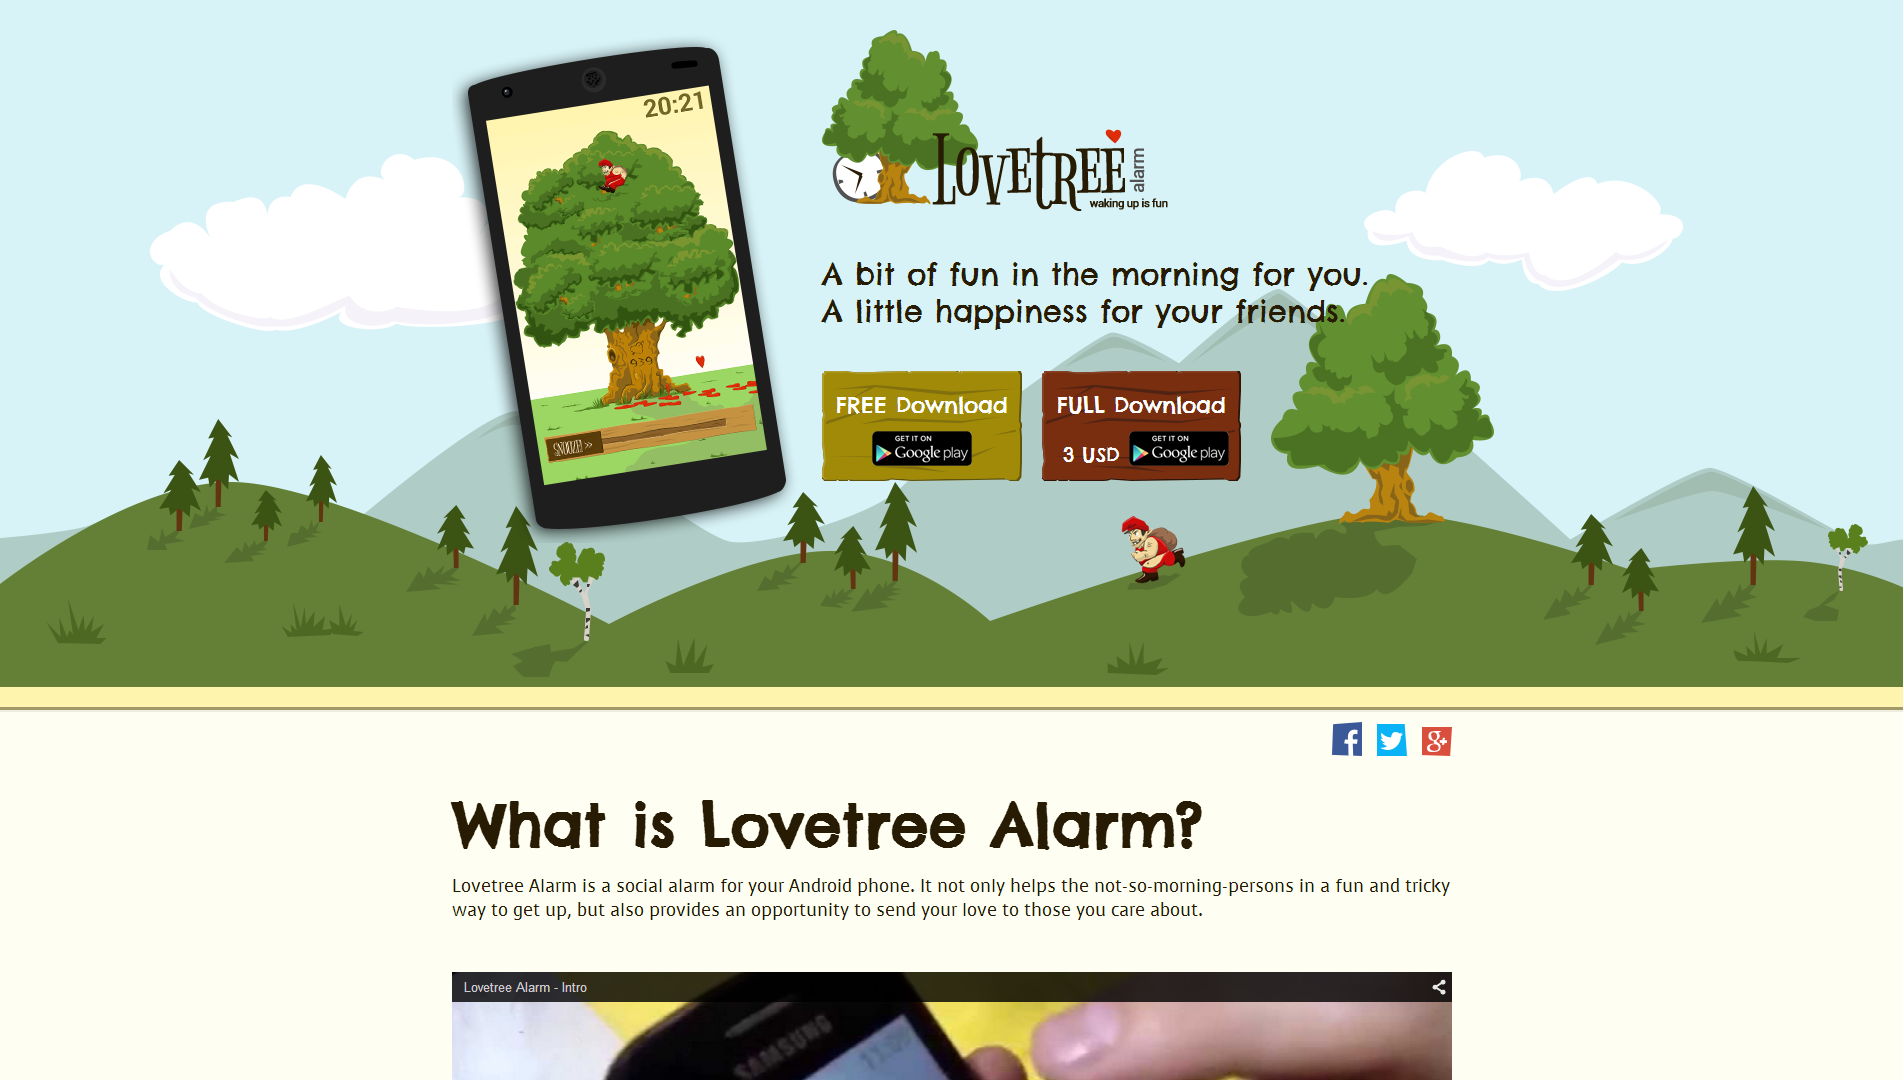 20:21
LOVETREE
alarm
waking up is fun
A bit of fun in the morning for you.
A little happiness for your friends.
SNOOZE! >>
FREE Download
GET IT ON
Google play
FULL Download
3 USD
GET IT ON
Google play
What is Lovetree Alarm?
Lovetree Alarm is a social alarm for your Android phone. It not only helps the not-so-morning-persons in a fun and tricky
way to get up, but also provides an opportunity to send your love to those you care about.
Lovetree Alarm - Intro
SAMSUNG